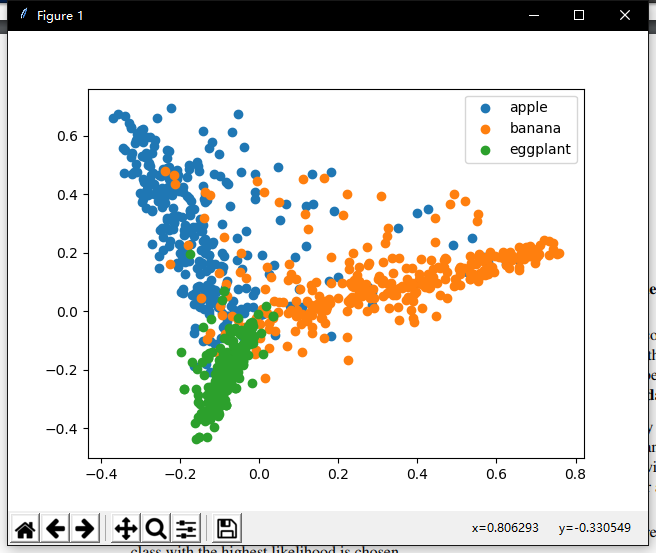 Figure 1
apple
banana
eggplant
0.6
0.4
0.2
0.0
−0.2
−0.4
−0.4 −0.2 0.0 0.2 0.4 0.6 0.8
x=0.806293 y=-0.330549
class with the highest likelihood is chosen